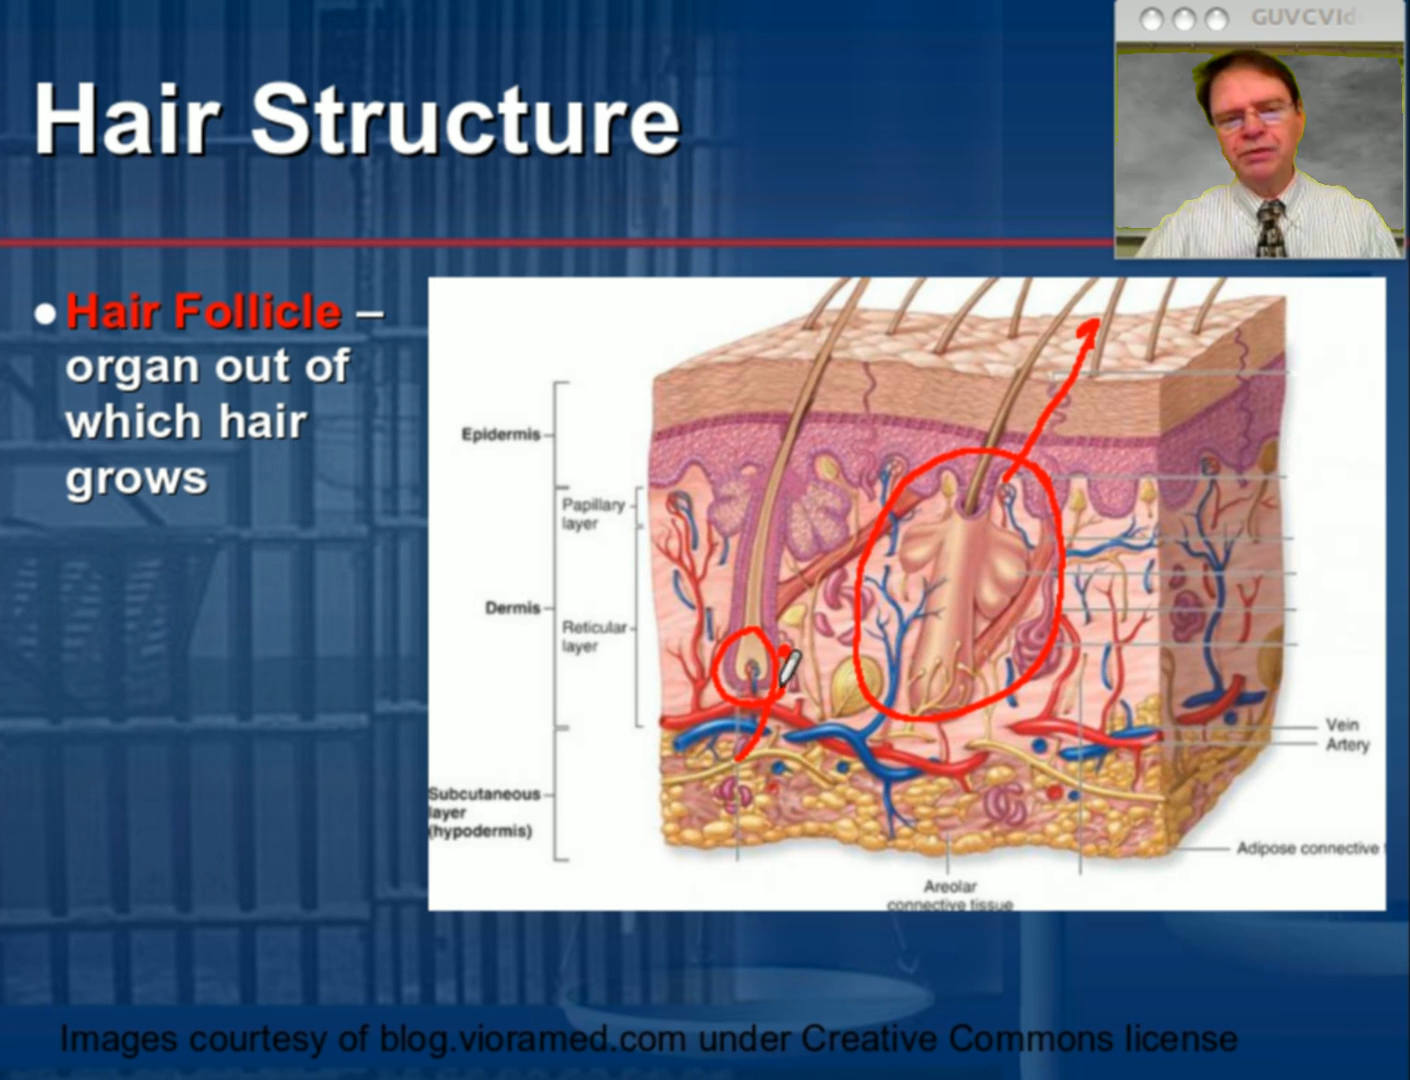 GUVCVId
Hair Structure
• Hair Follicle –
organ out of
which hair
grows
Epidermis
Papillary
layer
Dermis
Reticular
layer
Subcutaneous
layer
(hypodermis)
Vein
Artery
Adipose connective
Areolar
connective tissue
Images courtesy of blog.vioramed.com under Creative Commons license